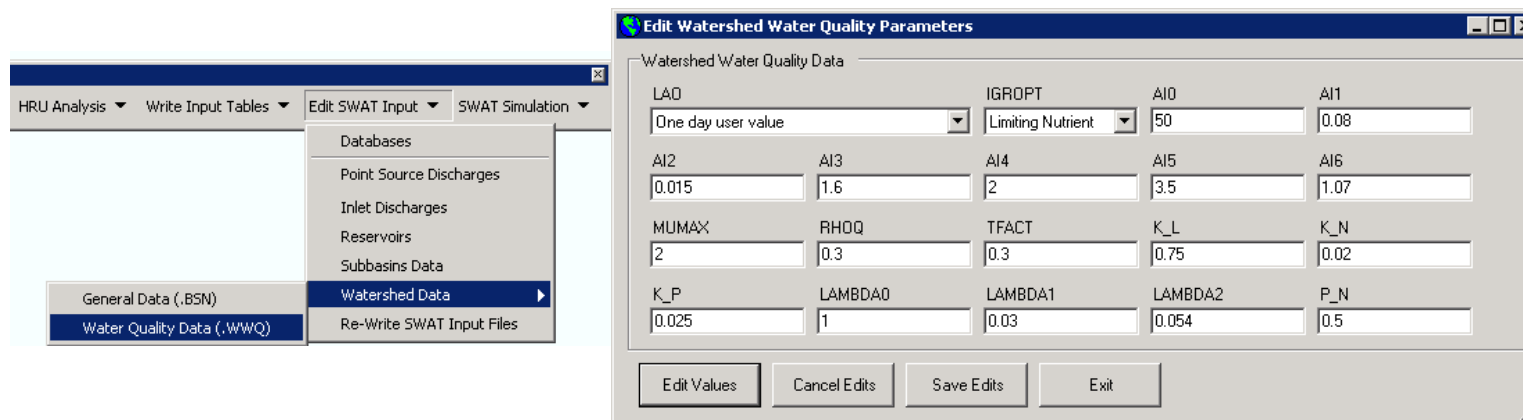 HRU Analysis Write Input Tables Edit SWAT Input SWAT Simulation
Databases
Point Source Discharges
Inlet Discharges
Reservoirs
Subbasins Data
Watershed Data
Re-Write SWAT Input Files
General Data (.BSN)
Water Quality Data (.WWQ)
Edit Watershed Water Quality Parameters
Watershed Water Quality Data
LAO IGROPT AI0 AI1
One day user value Limiting Nutrient 50 0.08
AI2 AI3 AI4 AI5 AI6
0.015 1.6 2 3.5 1.07
MUMAX RHOQ TFACT K_L K_N
2 0.3 0.3 0.75 0.02
K_P LAMBDA0 LAMBDA1 LAMBDA2 P_N
0.025 1 0.03 0.054 0.5
Edit Values Cancel Edits Save Edits Exit